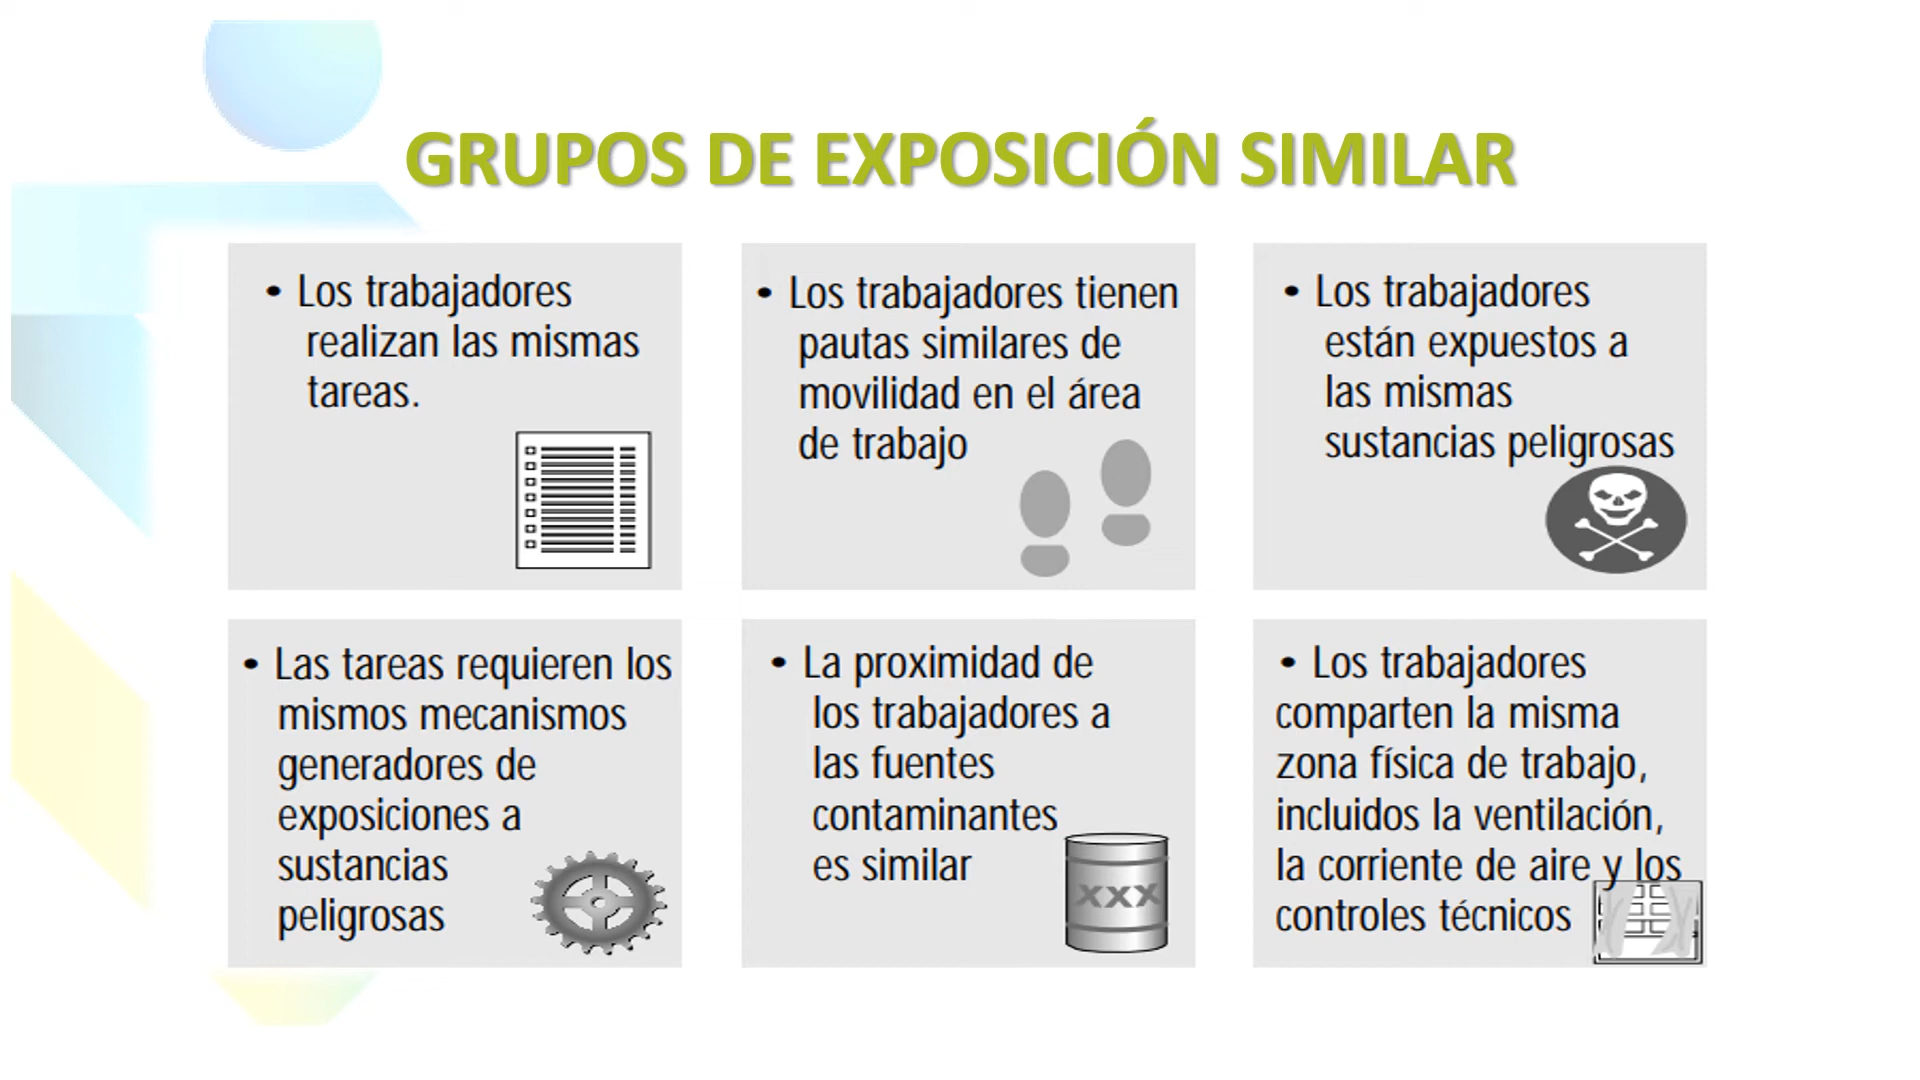 GRUPOS DE EXPOSICIÓN SIMILAR
• Los trabajadores
realizan las mismas
tareas.
• Los trabajadores tienen
pautas similares de
movilidad en el área
de trabajo
• Los trabajadores
están expuestos a
las mismas
sustancias peligrosas
• Las tareas requieren los
mismos mecanismos
generadores de
exposiciones a
sustancias
peligrosas
• La proximidad de
los trabajadores a
las fuentes
contaminantes
es similar
XXX
• Los trabajadores
comparten la misma
zona física de trabajo,
incluidos la ventilación,
la corriente de aire y los
controles técnicos